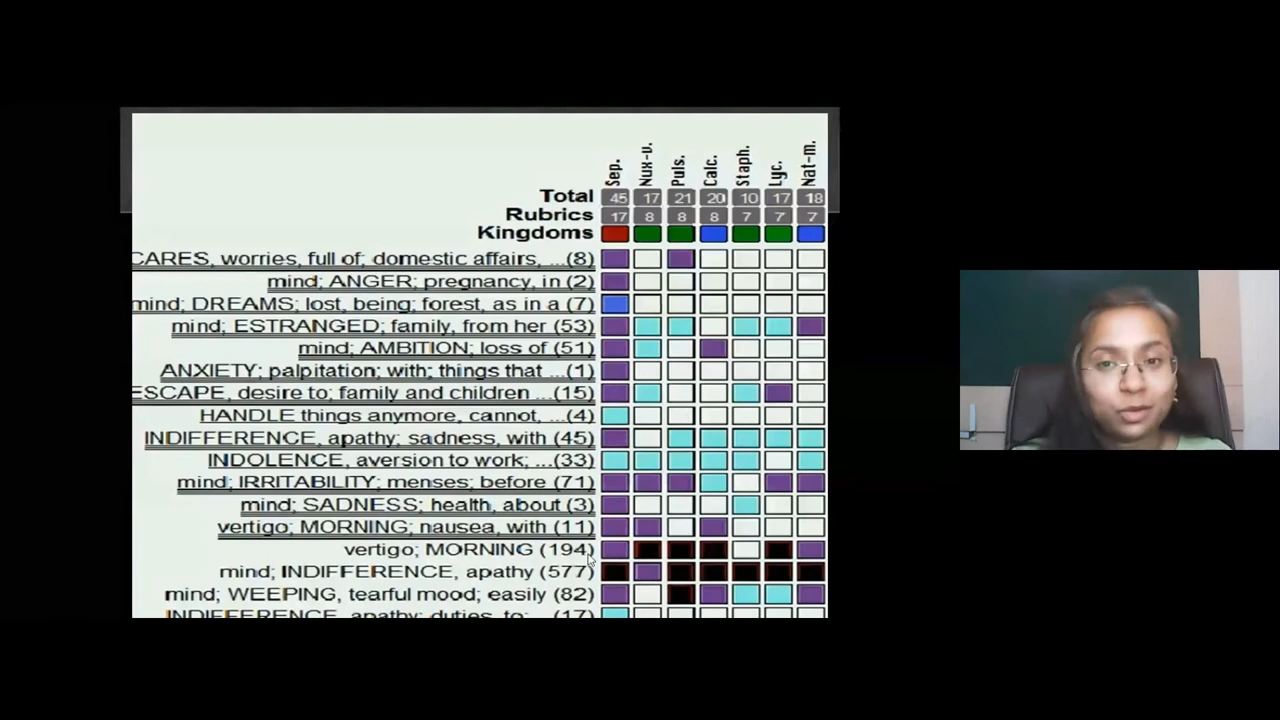 Sep. Nux-v. Puls. Calc. Staph. Lyc. Nat-m.
Total 45 17 21 20 10 17 18
Rubrics 17 8 8 8 7 7 7
Kingdoms
CARES, worries, full of, domestic affairs, ...(8)
mind; ANGER; pregnancy, in (2)
mind; DREAMS; lost, being; forest, as in a (7)
mind; ESTRANGED; family, from her (53)
mind; AMBITION; loss of (51)
ANXIETY; palpitation; with; things that ...(1)
ESCAPE, desire to; family and children ...(15)
HANDLE things anymore, cannot, ...(4)
INDIFFERENCE, apathy; sadness, with (45)
INDOLENCE, aversion to work; ...(33)
mind; IRRITABILITY; menses; before (71)
mind; SADNESS; health, about (3)
vertigo; MORNING; nausea, with (11)
vertigo; MORNING (194)
mind; INDIFFERENCE, apathy (577)
mind; WEEPING, tearful mood; easily (82)
INDIFFERENCE, apathy; duties, to; ...(17)